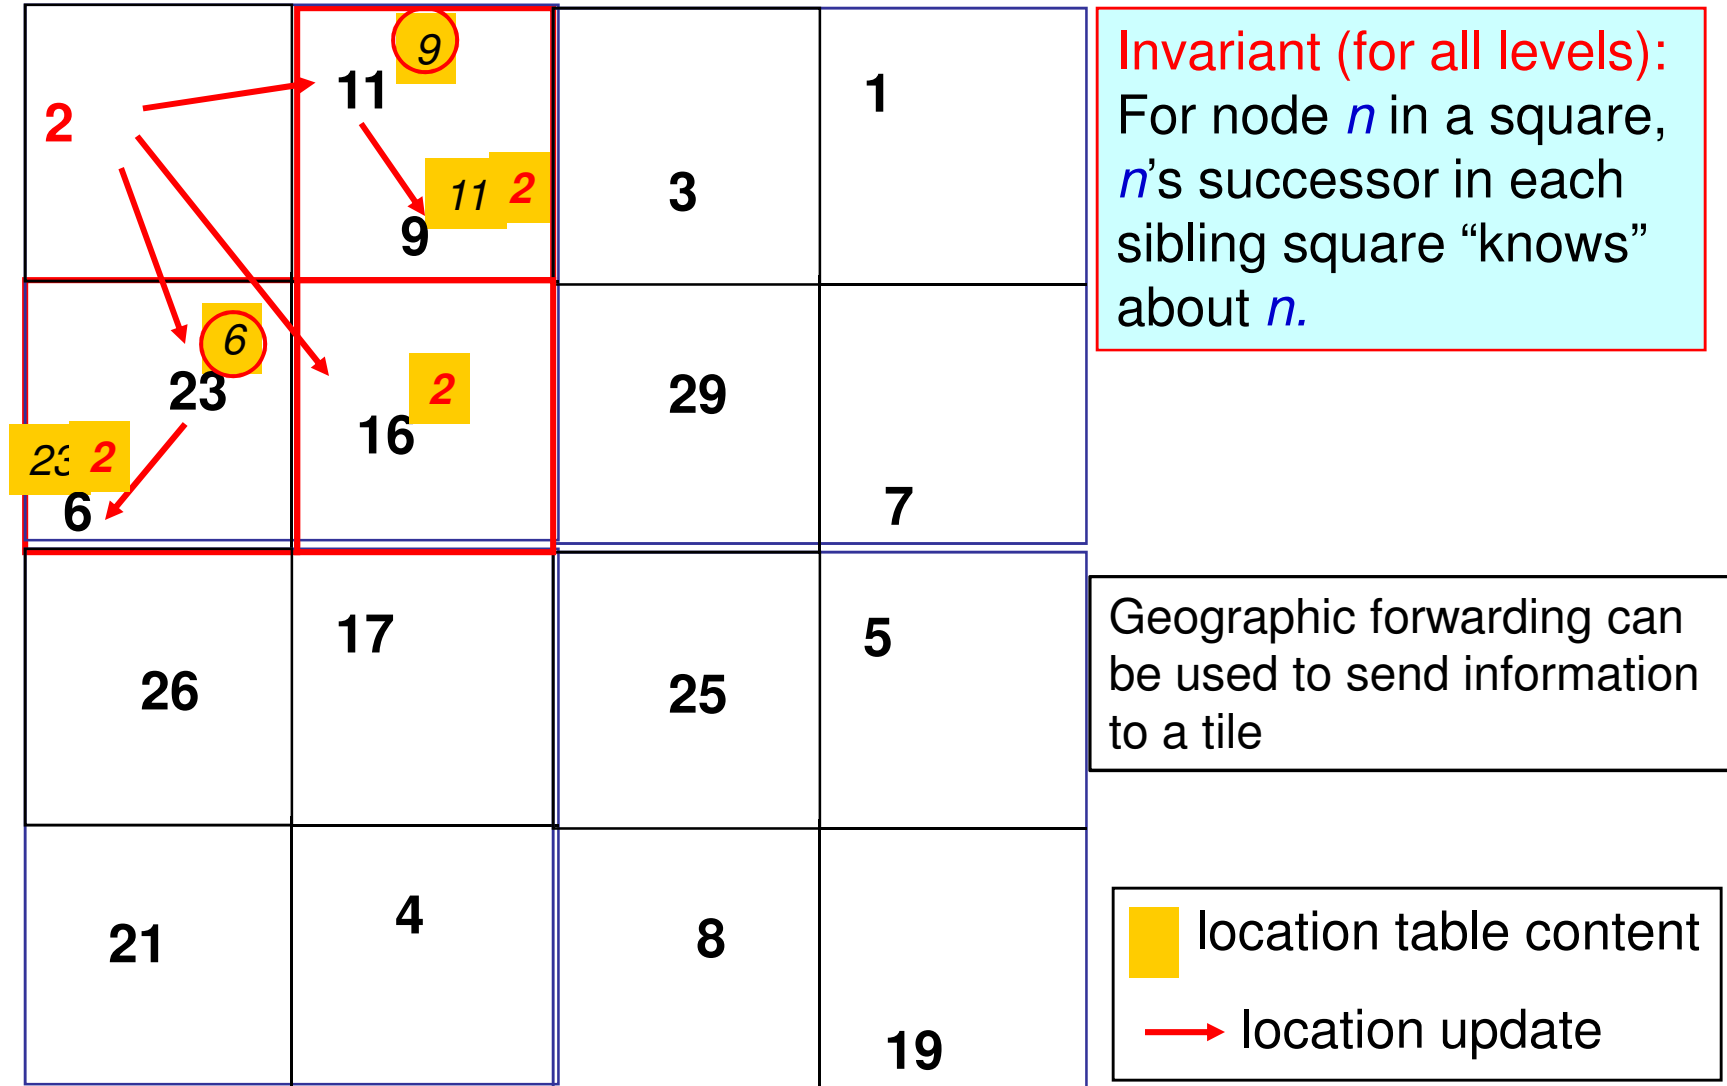 9
11
1
2
11 2
3
9
6
23
29
2
16
23 2
6
7
17
5
26
25
4
21
8
19
Invariant (for all levels):
For node n in a square,
n's successor in each
sibling square “knows”
about n.
Geographic forwarding can
be used to send information
to a tile
location table content
location update